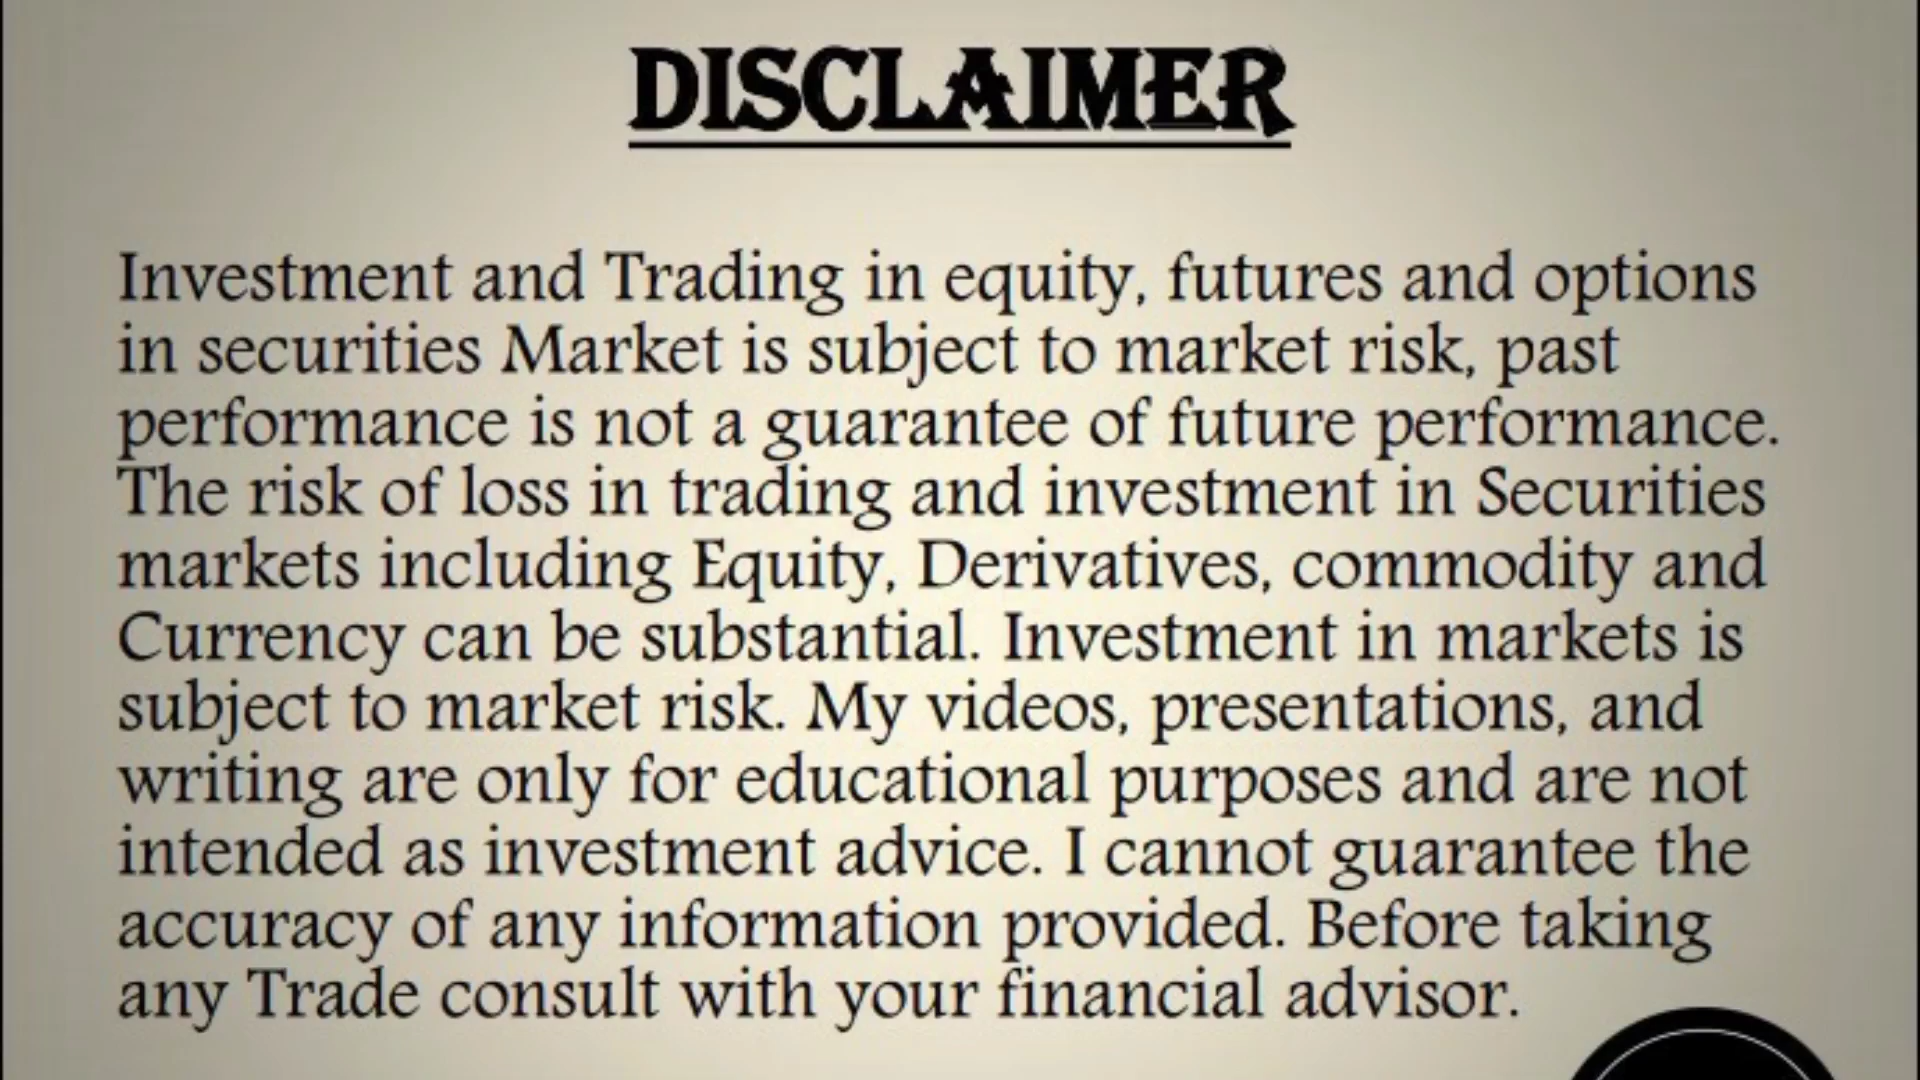 DISCLAIMER
Investment and Trading in equity, futures and options
in securities Market is subject to market risk, past
performance is not a guarantee of future performance.
The risk of loss in trading and investment in Securities
markets including Equity, Derivatives, commodity and
Currency can be substantial. Investment in markets is
subject to market risk. My videos, presentations, and
writing are only for educational purposes and are not
intended as investment advice. I cannot guarantee the
accuracy of any information provided. Before taking
any Trade consult with your financial advisor.